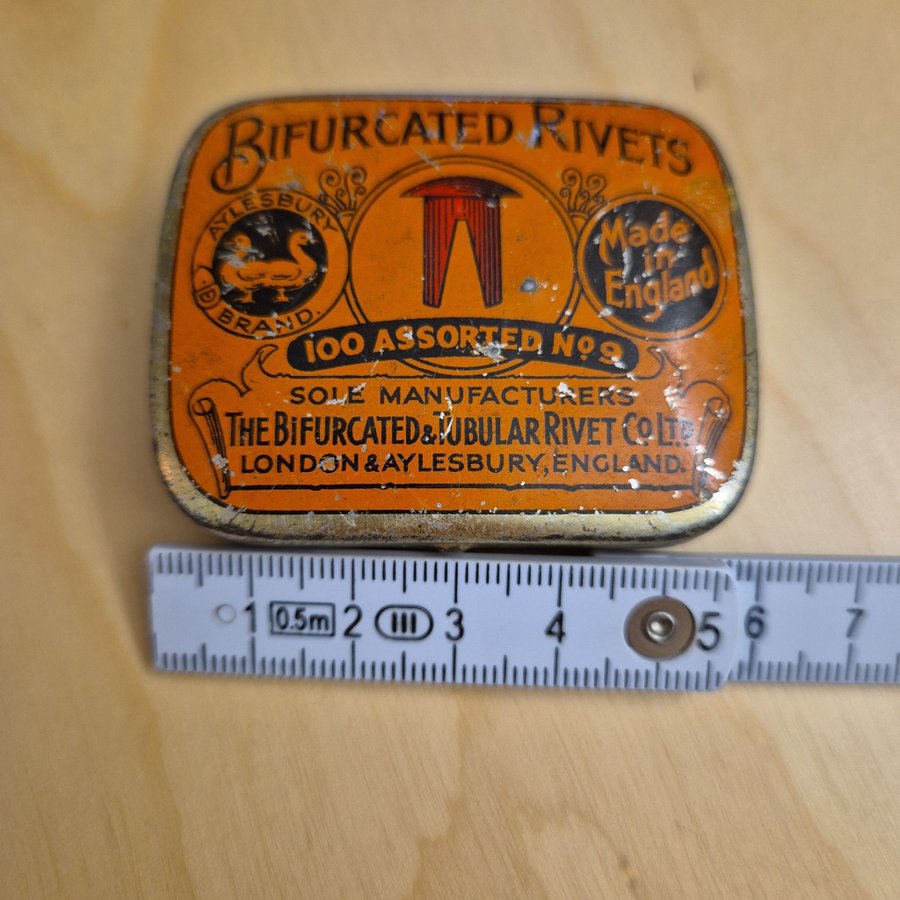 BIFURCATED RIVETS
AYLESBURY
D BRAND.
Made
in
England
100 ASSORTED Nº 9
SOLE MANUFACTURERS
THE BIFURCATED & TUBULAR RIVET Cº LTD
LONDON & AYLESBURY, ENGLAND.
1 0.5m 2 III 3 4 5 6 7